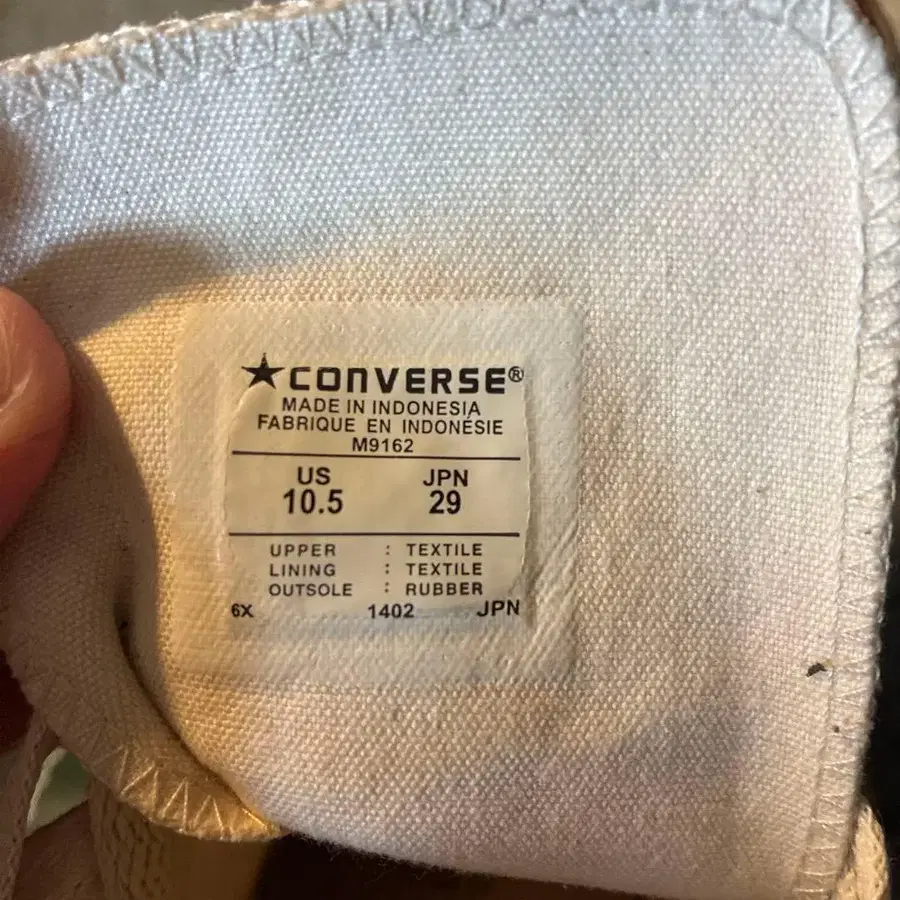 ★CONVERSE®
MADE IN INDONESIA
FABRIQUE EN INDONÉSIE
M9162
US JPN
10.5 29
UPPER : TEXTILE
LINING : TEXTILE
OUTSOLE : RUBBER
6X 1402 JPN